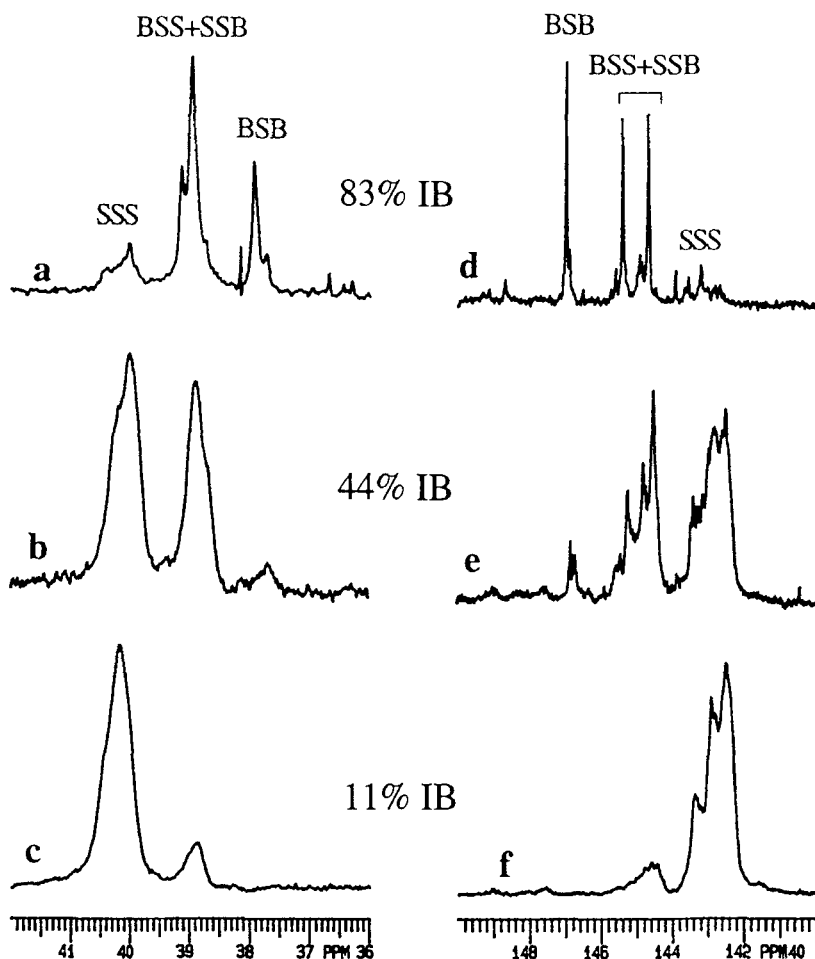 BSS+SSB
BSB
SSS
a
83% IB
BSB
BSS+SSB
SSS
d
b
44% IB
e
c
11% IB
f
41 40 39 38 37 PPM 36
148 146 144 142 PPM 40